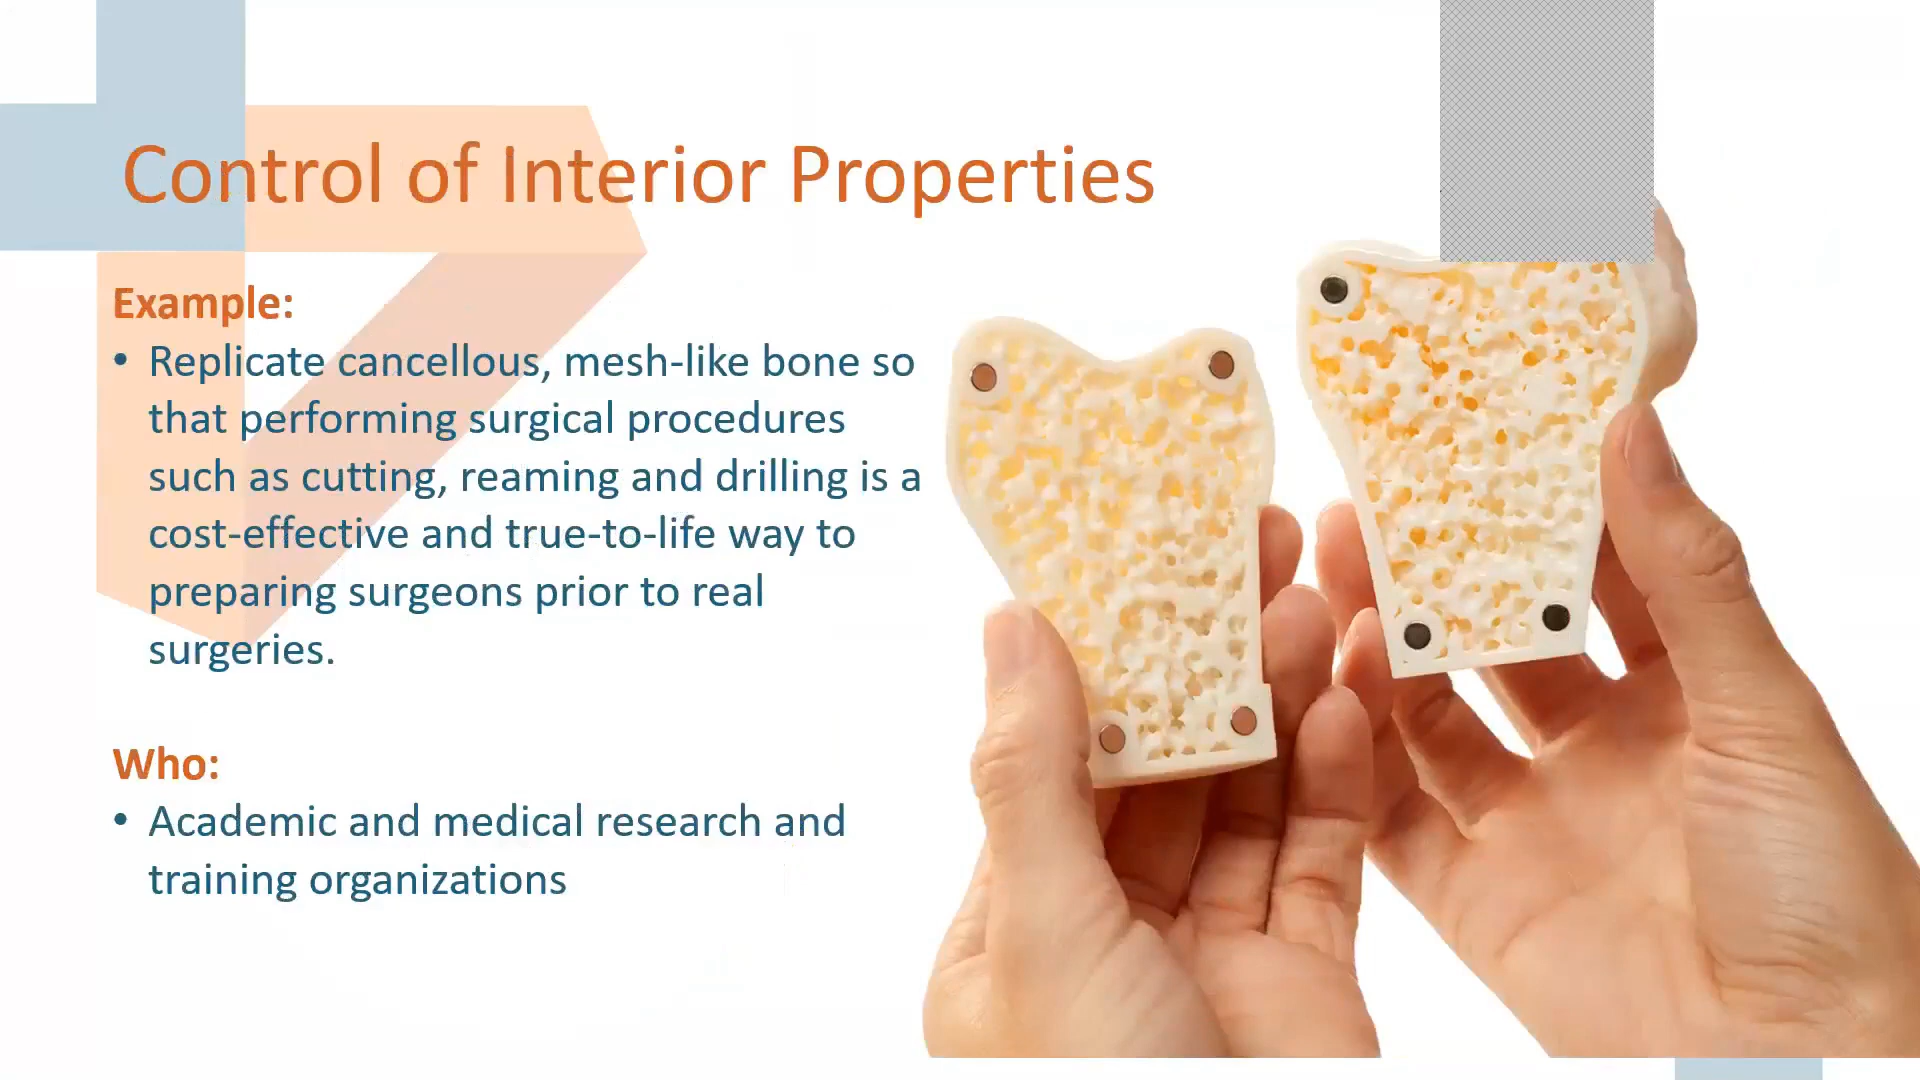 Control of Interior Properties
Example:
• Replicate cancellous, mesh-like bone so
that performing surgical procedures
such as cutting, reaming and drilling is a
cost-effective and true-to-life way to
preparing surgeons prior to real
surgeries.
Who:
• Academic and medical research and
training organizations